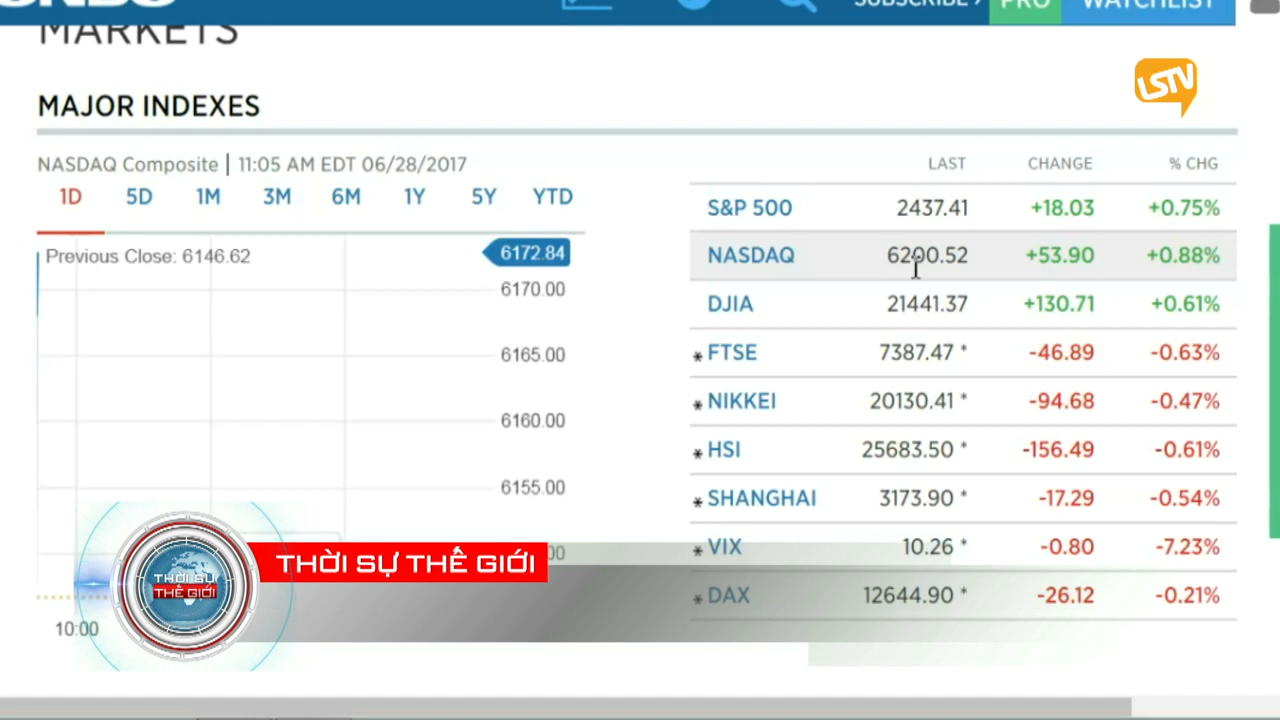 SUBSCRIBE
PRO
WATCHLIST
MARKETS
LSTV
MAJOR INDEXES
NASDAQ Composite | 11:05 AM EDT 06/28/2017
1D 5D 1M 3M 6M 1Y 5Y YTD
Previous Close: 6146.62
6172.84
6170.00
6165.00
6160.00
6155.00
10:00
LAST CHANGE % CHG
S&P 500 2437.41 +18.03 +0.75%
NASDAQ 6200.52 +53.90 +0.88%
DJIA 21441.37 +130.71 +0.61%
* FTSE 7387.47 * -46.89 -0.63%
* NIKKEI 20130.41 * -94.68 -0.47%
* HSI 25683.50 * -156.49 -0.61%
* SHANGHAI 3173.90 * -17.29 -0.54%
* VIX 10.26 * -0.80 -7.23%
* DAX 12644.90 * -26.12 -0.21%
THỜI SỰ THẾ GIỚI
THỜI SỰ
THẾ GIỚI